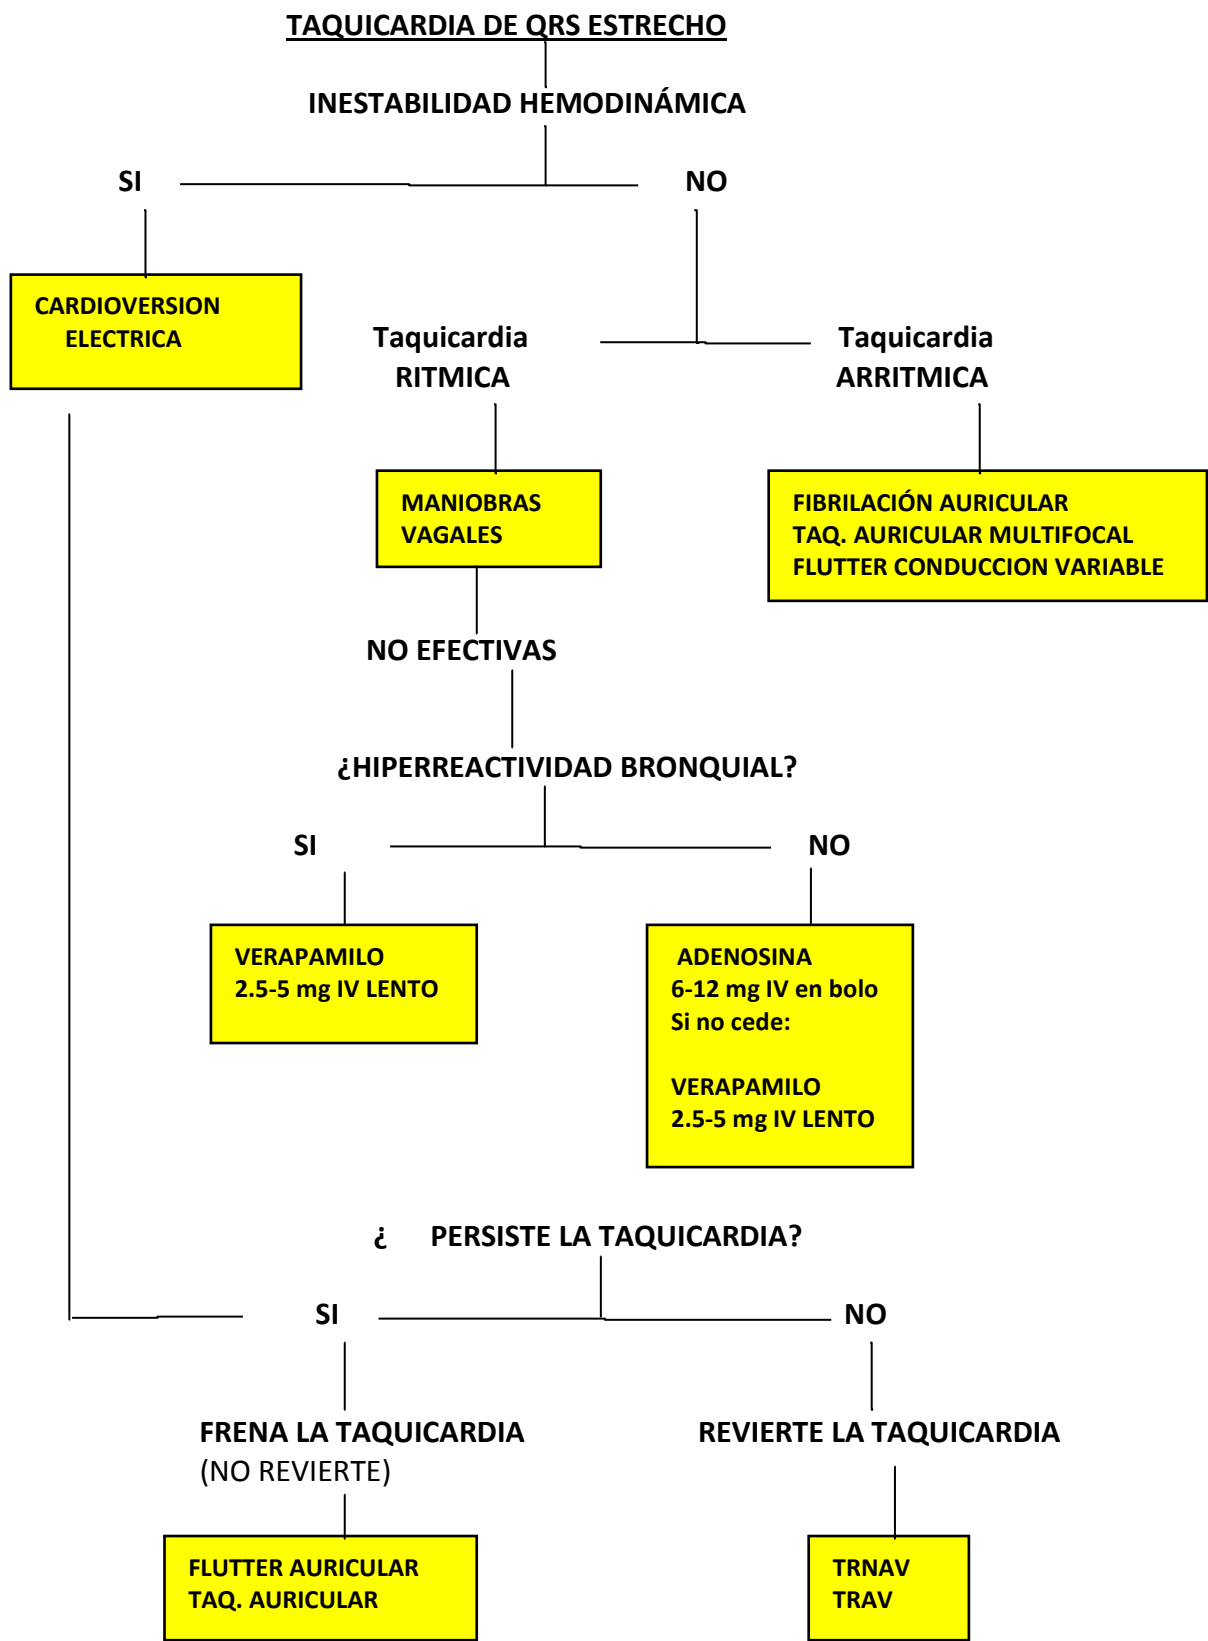 TAQUICARDIA DE QRS ESTRECHO
INESTABILIDAD HEMODINÁMICA
SI
NO
CARDIOVERSION
ELECTRICA
Taquicardia
RITMICA
Taquicardia
ARRITMICA
MANIOBRAS
VAGALES
FIBRILACIÓN AURICULAR
TAQ. AURICULAR MULTIFOCAL
FLUTTER CONDUCCION VARIABLE
NO EFECTIVAS
¿HIPERREACTIVIDAD BRONQUIAL?
SI
NO
VERAPAMILO
2.5-5 mg IV LENTO
ADENOSINA
6-12 mg IV en bolo
Si no cede:
VERAPAMILO
2.5-5 mg IV LENTO
¿ PERSISTE LA TAQUICARDIA?
SI
NO
FRENA LA TAQUICARDIA
(NO REVIERTE)
REVIERTE LA TAQUICARDIA
FLUTTER AURICULAR
TAQ. AURICULAR
TRNAV
TRAV